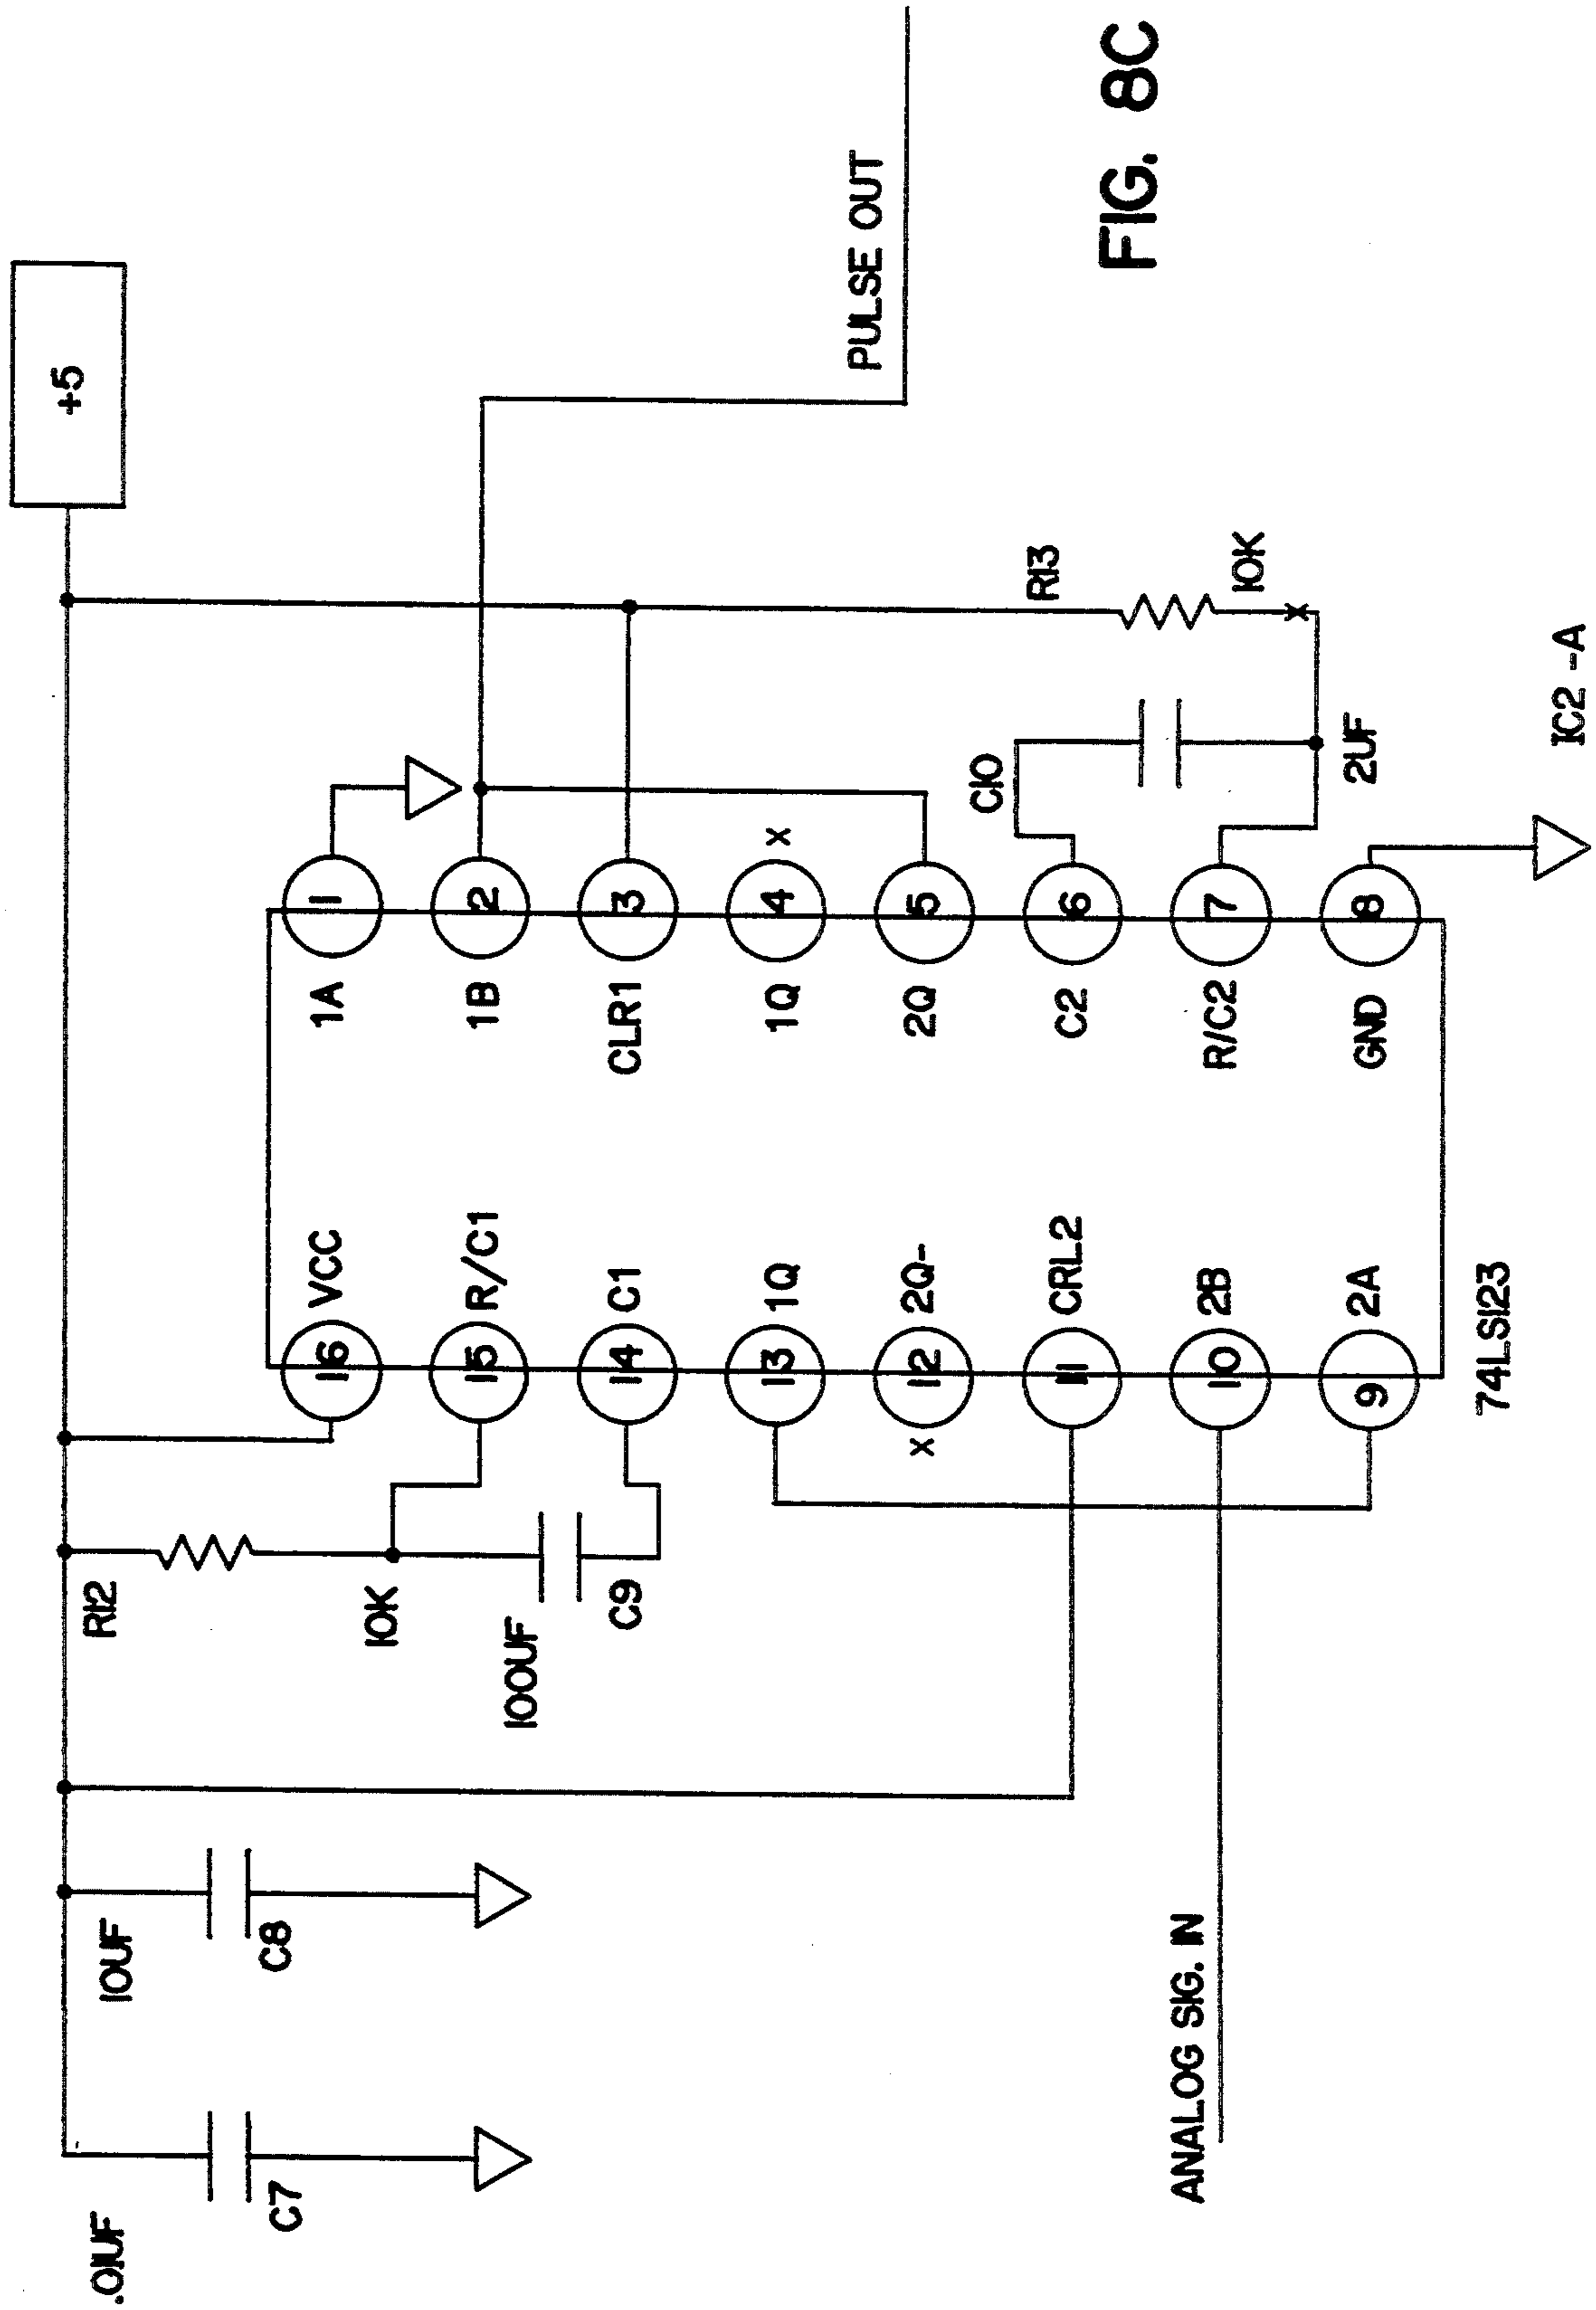 +5
.01UF
C7
10UF
C8
R12
10K
100UF
C9
16
VCC
15
R/C1
14
C1
13
1Q
12
2Q-
X
11
CRL2
10
2B
9
2A
1
1A
2
1B
3
CLR1
4
1Q
X
5
2Q
6
C2
7
R/C2
8
GND
C10
2UF
R13
10K
X
PULSE OUT
ANALOG SIG. IN
74LS123
IC2 -A
FIG. 8C